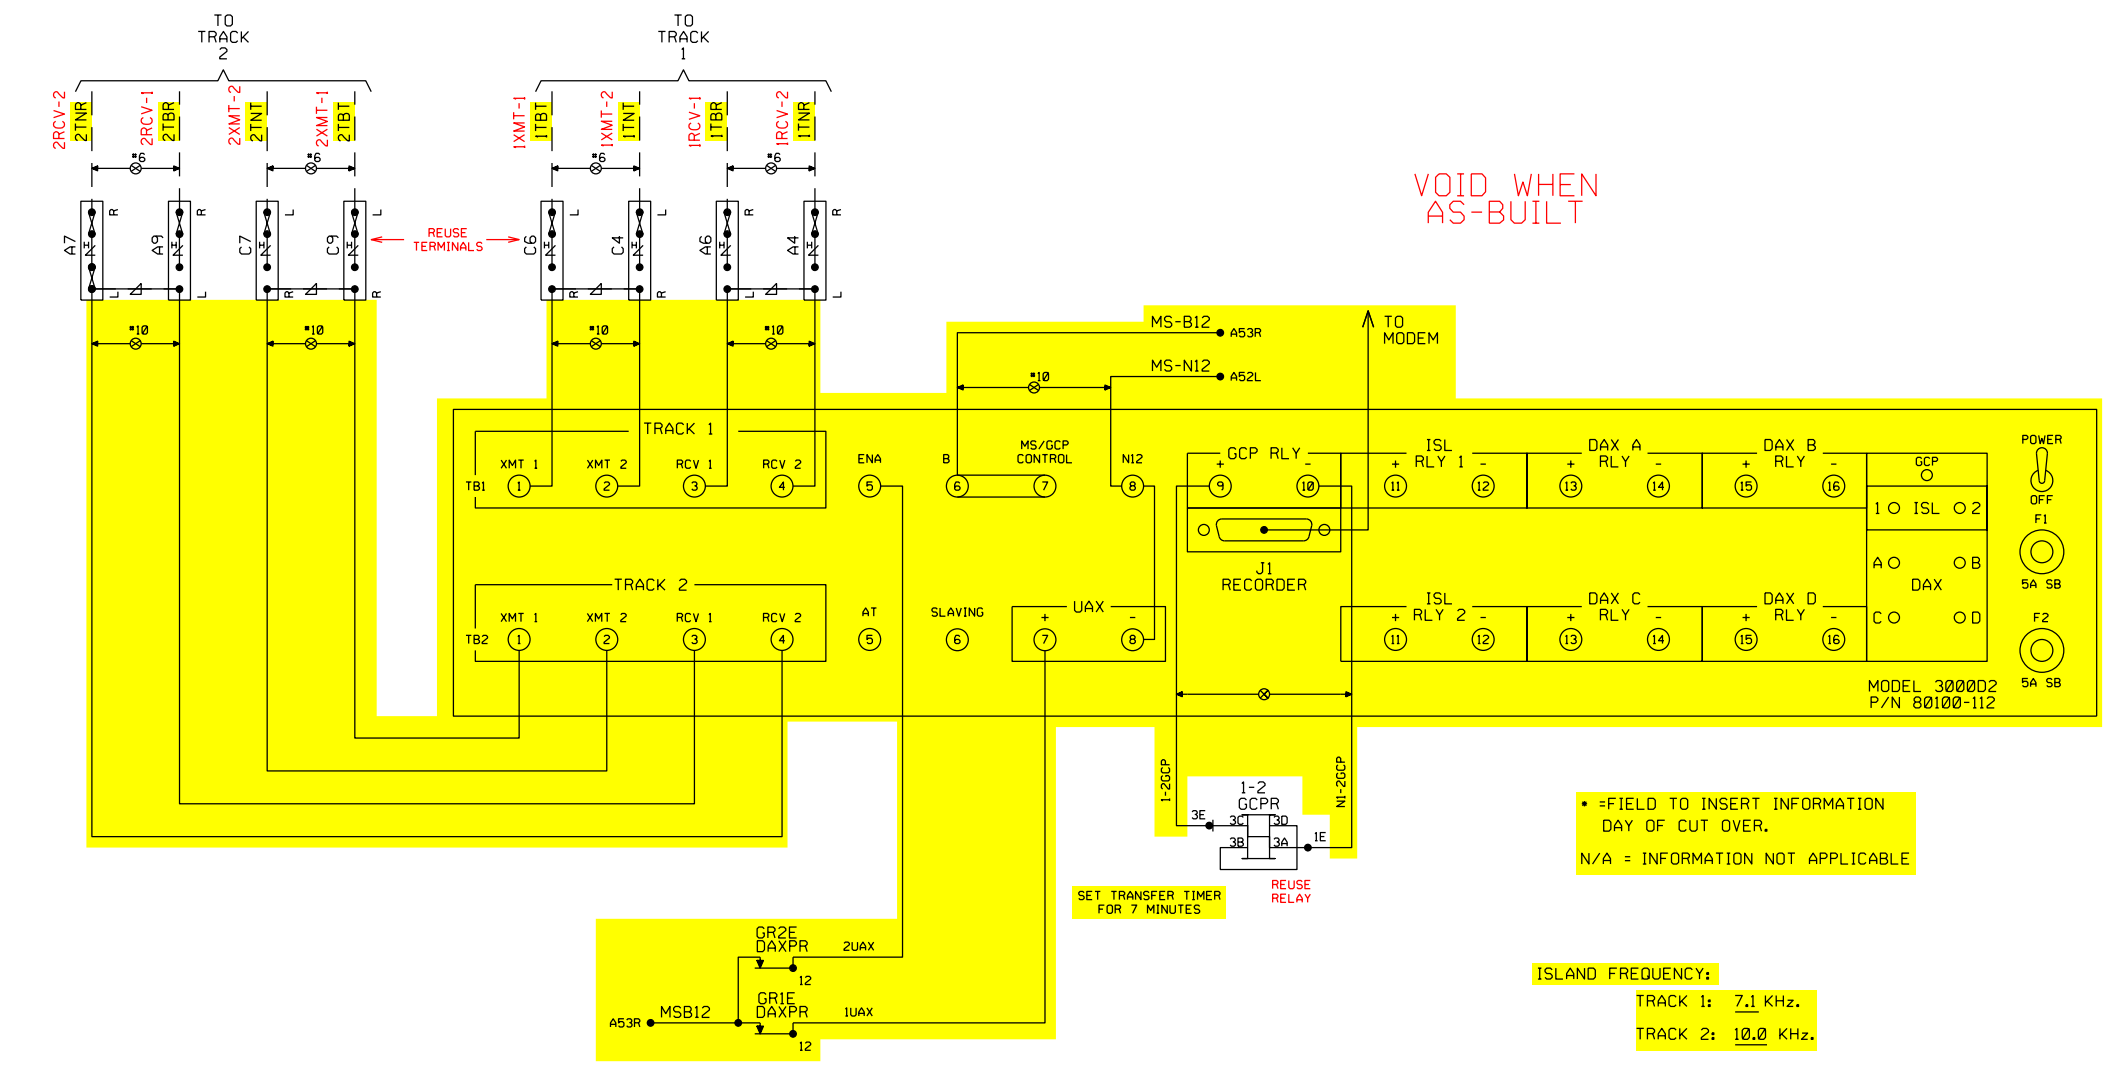 TO
TRACK
2
TO
TRACK
1
2RCV-2
2TNR
2RCV-1
2TBR
2XMT-2
2TNT
2XMT-1
2TBT
1XMT-1
1TBT
1XMT-2
1TNT
1RCV-1
1TBR
1RCV-2
1TNR
*6
*6
*6
*6
VOID WHEN
AS-BUILT
R
R
L
L
L
L
R
R
A7
A9
C7
C9
C6
C4
A6
A4
H
H
H
H
H
H
H
H
REUSE
TERMINALS
L
L
R
R
R
R
L
L
*10
*10
*10
*10
MS-B12
A53R
TO
MODEM
MS-N12
A52L
*10
TRACK 1
XMT 1
XMT 2
RCV 1
RCV 2
TB1
1
2
3
4
ENA
5
B
6
MS/GCP
CONTROL
7
N12
8
GCP RLY
+
-
9
10
ISL
RLY 1
+
-
11
12
DAX A
RLY
+
-
13
14
DAX B
RLY
+
-
15
16
GCP
1
ISL
2
A
B
DAX
C
D
POWER
OFF
F1
5A SB
F2
5A SB
J1
RECORDER
TRACK 2
XMT 1
XMT 2
RCV 1
RCV 2
TB2
1
2
3
4
AT
5
SLAVING
6
UAX
+
-
7
8
ISL
RLY 2
+
-
11
12
DAX C
RLY
+
-
13
14
DAX D
RLY
+
-
15
16
MODEL 3000D2
P/N 80100-112
1-2GCP
N1-2GCP
1-2
GCPR
3E
3C
3D
3B
3A
1E
REUSE
RELAY
SET TRANSFER TIMER
FOR 7 MINUTES
* =FIELD TO INSERT INFORMATION
DAY OF CUT OVER.
N/A = INFORMATION NOT APPLICABLE
GR2E
DAXPR
2UAX
12
GR1E
DAXPR
1UAX
12
A53R
MSB12
ISLAND FREQUENCY:
TRACK 1: 7.1 KHz.
TRACK 2: 10.0 KHz.